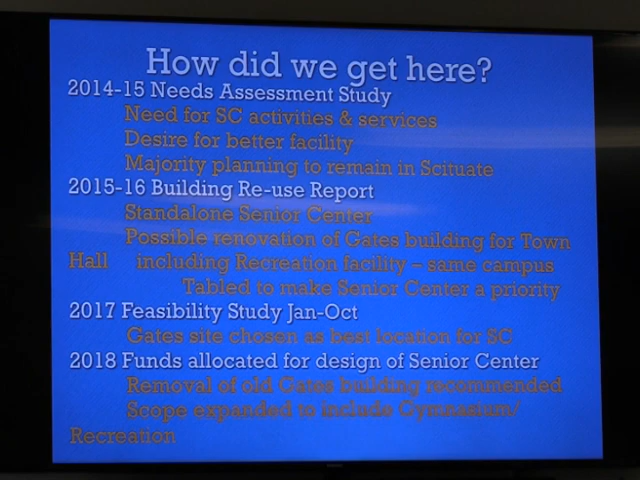 How did we get here?
2014-15 Needs Assessment Study
Need for SC activities & services
Desire for better facility
Majority planning to remain in Scituate
2015-16 Building Re-use Report
Standalone Senior Center
Possible renovation of Gates building for Town
Hall including Recreation facility – same campus
Tabled to make Senior Center a priority
2017 Feasibility Study Jan-Oct
Gates site chosen as best location for SC
2018 Funds allocated for design of Senior Center
Removal of old Gates building recommended
Scope expanded to include Gymnasium/
Recreation